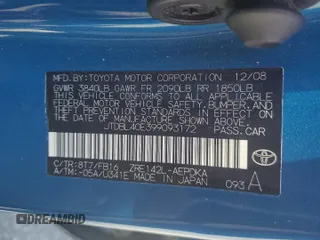 MFD.BY:TOYOTA MOTOR CORPORATION 12/08
GVWR 3840LB GAWR FR 2090LB RR 1850LB
THIS VEHICLE CONFORMS TO ALL APPLICABLE
FEDERAL MOTOR VEHICLE SAFETY, BUMPER, AND
THEFT PREVENTION STANDARDS IN EFFECT ON
THE DATE OF MANUFACTURE SHOWN ABOVE.
JTDBL40E399093172 PASS. CAR
C/TR:8T7/FB16 ZRE142L-AEPDKA
A/TM:-05A/U341E MADE IN JAPAN
093A
TOYOTA